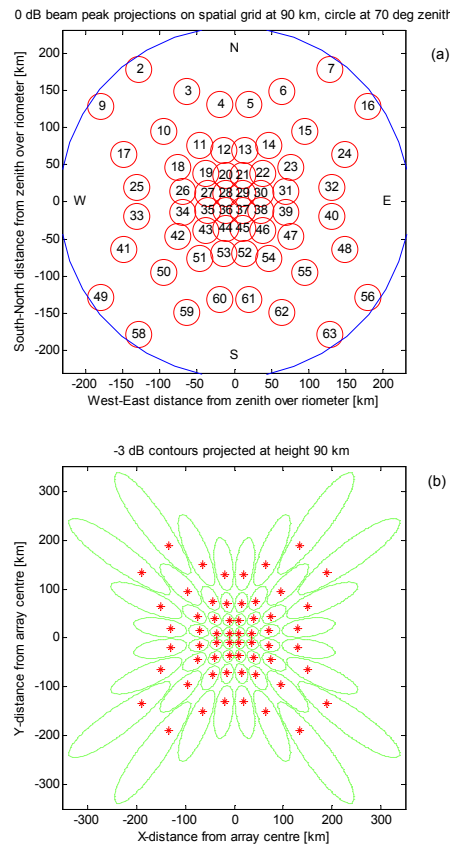 0 dB beam peak projections on spatial grid at 90 km, circle at 70 deg zenith
(a)
N
200
2 7
9 3 6 16
150
4 5
100
10 15
11 12 13 14
17 24
50
18 19 20 21 22 23
25 26 27 28 29 30 31 32
0
W E
33 34 35 36 37 38 39 40
-50
42 43 44 45 46 47
41 48
51 53 52 54
-100
50 55
49 60 61 56
-150
59 62
58 63
-200
S
-200 -150 -100 -50 0 50 100 150 200
West-East distance from zenith over riometer [km]
South-North distance from zenith over riometer [km]
-3 dB contours projected at height 90 km
(b)
300
200
100
0
-100
-200
-300
-300 -200 -100 0 100 200 300
X-distance from array centre [km]
Y-distance from array centre [km]